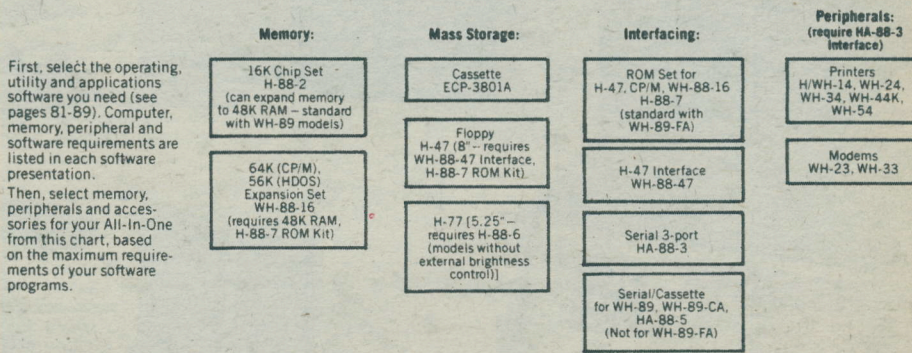 First, select the operating,
utility and applications
software you need (see
pages 81-89). Computer,
memory, peripheral and
software requirements are
listed in each software
presentation.
Then, select memory,
peripherals and acces-
sories for your All-In-One
from this chart, based
on the maximum require-
ments of your software
programs.
Memory:
16K Chip Set
H-88-2
(can expand memory
to 48K RAM – standard
with WH-89 models)
64K (CP/M),
56K (HDOS)
Expansion Set
WH-88-16
(requires 48K RAM,
H-88-7 ROM Kit)
Mass Storage:
Cassette
ECP-3801A
Floppy
H-47 (8" – requires
WH-88-47 Interface,
H-88-7 ROM Kit)
H-77 [5.25" –
requires H-88-6
(models without
external brightness
control)]
Interfacing:
ROM Set for
H-47, CP/M, WH-88-16
H-88-7
(standard with
WH-89-FA)
H-47 Interface
WH-88-47
Serial 3-port
HA-88-3
Serial/Cassette
for WH-89, WH-89-CA,
HA-88-5
(Not for WH-89-FA)
Peripherals:
(require HA-88-3
Interface)
Printers
H/WH-14, WH-24,
WH-34, WH-44K,
WH-54
Modems
WH-23, WH-33